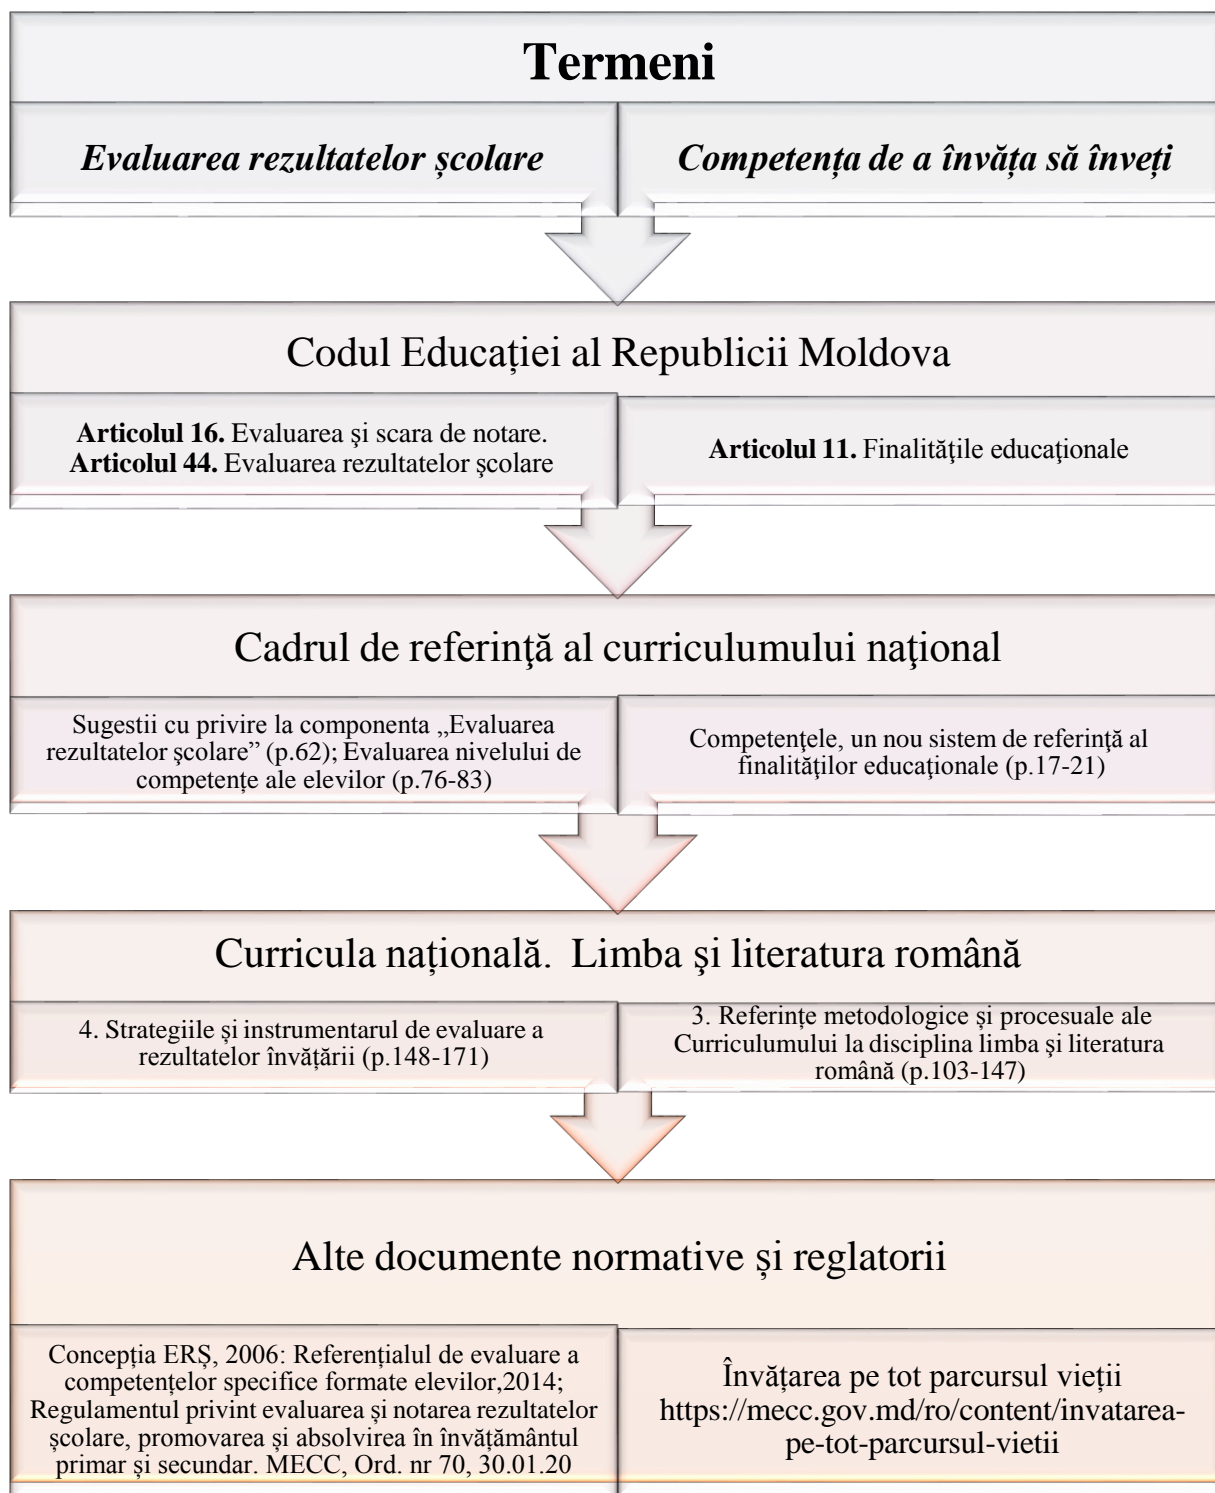 Termeni
Evaluarea rezultatelor școlare
Competența de a învăța să înveți
Codul Educației al Republicii Moldova
Articolul 16. Evaluarea şi scara de notare.
Articolul 44. Evaluarea rezultatelor şcolare
Articolul 11. Finalităţile educaţionale
Cadrul de referinţă al curriculumului naţional
Sugestii cu privire la componenta „Evaluarea
rezultatelor şcolare” (p.62); Evaluarea nivelului de
competențe ale elevilor (p.76-83)
Competenţele, un nou sistem de referinţă al
finalităţilor educaţionale (p.17-21)
Curricula națională. Limba şi literatura română
4. Strategiile și instrumentarul de evaluare a
rezultatelor învățării (p.148-171)
3. Referințe metodologice și procesuale ale
Curriculumului la disciplina limba şi literatura
română (p.103-147)
Alte documente normative și reglatorii
Concepția ERȘ, 2006: Referențialul de evaluare a
competențelor specifice formate elevilor,2014;
Regulamentul privint evaluarea și notarea rezultatelor
școlare, promovarea și absolvirea în învățământul
primar și secundar. MECC, Ord. nr 70, 30.01.20
Învățarea pe tot parcursul vieții
https://mecc.gov.md/ro/content/invatarea-
pe-tot-parcursul-vietii